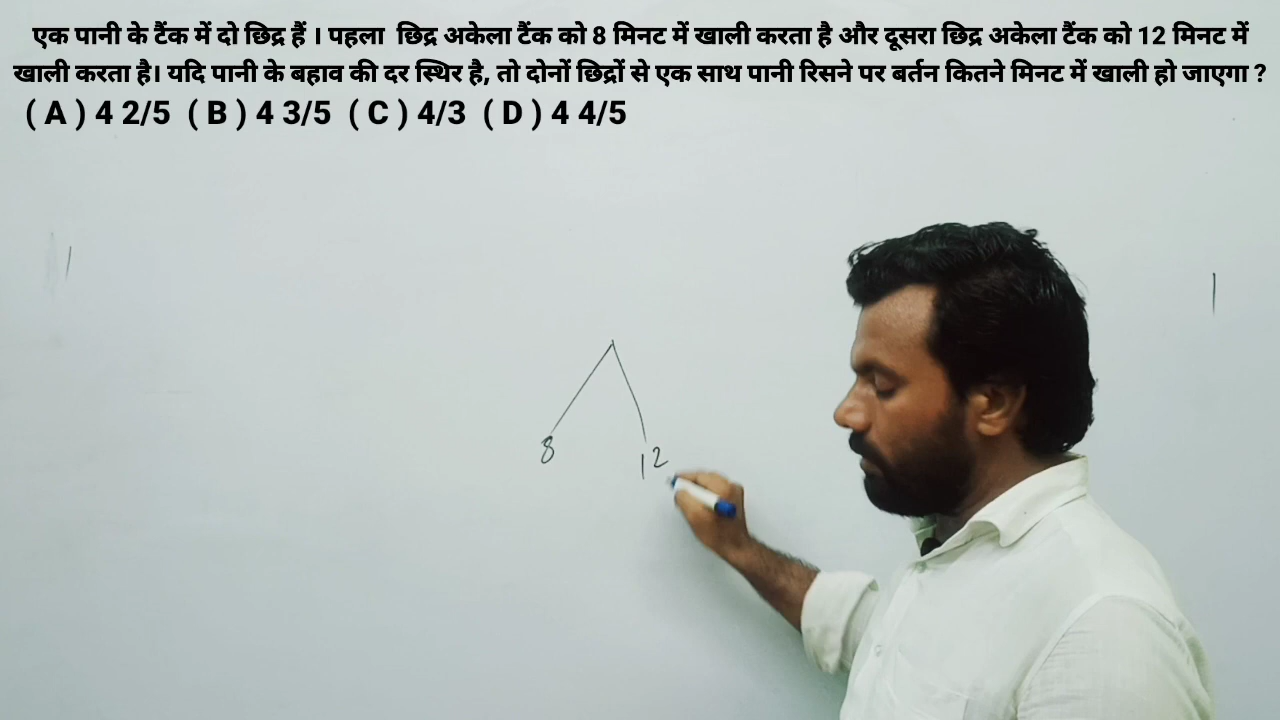 एक पानी के टैंक में दो छिद्र हैं । पहला छिद्र अकेला टैंक को 8 मिनट में खाली करता है और दूसरा छिद्र अकेला टैंक को 12 मिनट में
खाली करता है। यदि पानी के बहाव की दर स्थिर है, तो दोनों छिद्रों से एक साथ पानी रिसने पर बर्तन कितने मिनट में खाली हो जाएगा ?
( A ) 4 2/5 ( B ) 4 3/5 ( C ) 4/3 ( D ) 4 4/5
8 12